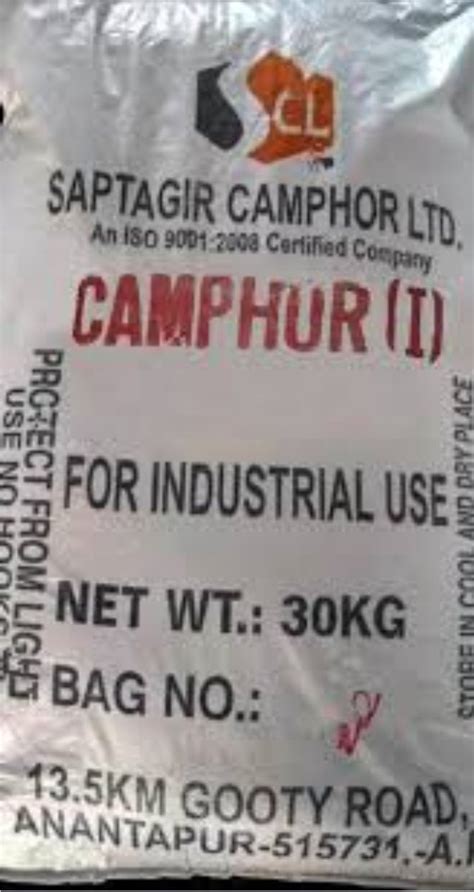 SCL
SAPTAGIR CAMPHOR LTD.
An ISO 9001:2008 Certified Company
CAMPHUR (I)
FOR INDUSTRIAL USE
NET WT.: 30KG
BAG NO.:
13.5KM GOOTY ROAD,
ANANTAPUR-515731.-A.
PROTECT FROM LIGHT
USE NO HOOKS
STORE IN COOL AND DRY PLACE